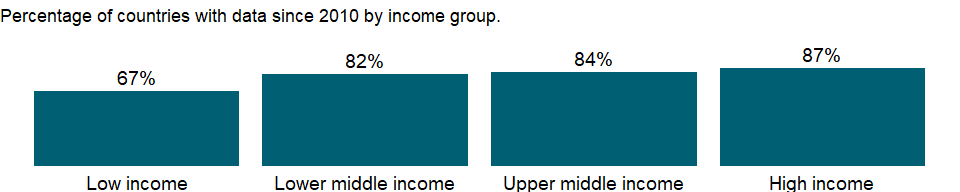 Percentage of countries with data since 2010 by income group.
67%
82%
84%
87%
Low income
Lower middle income
Upper middle income
High income